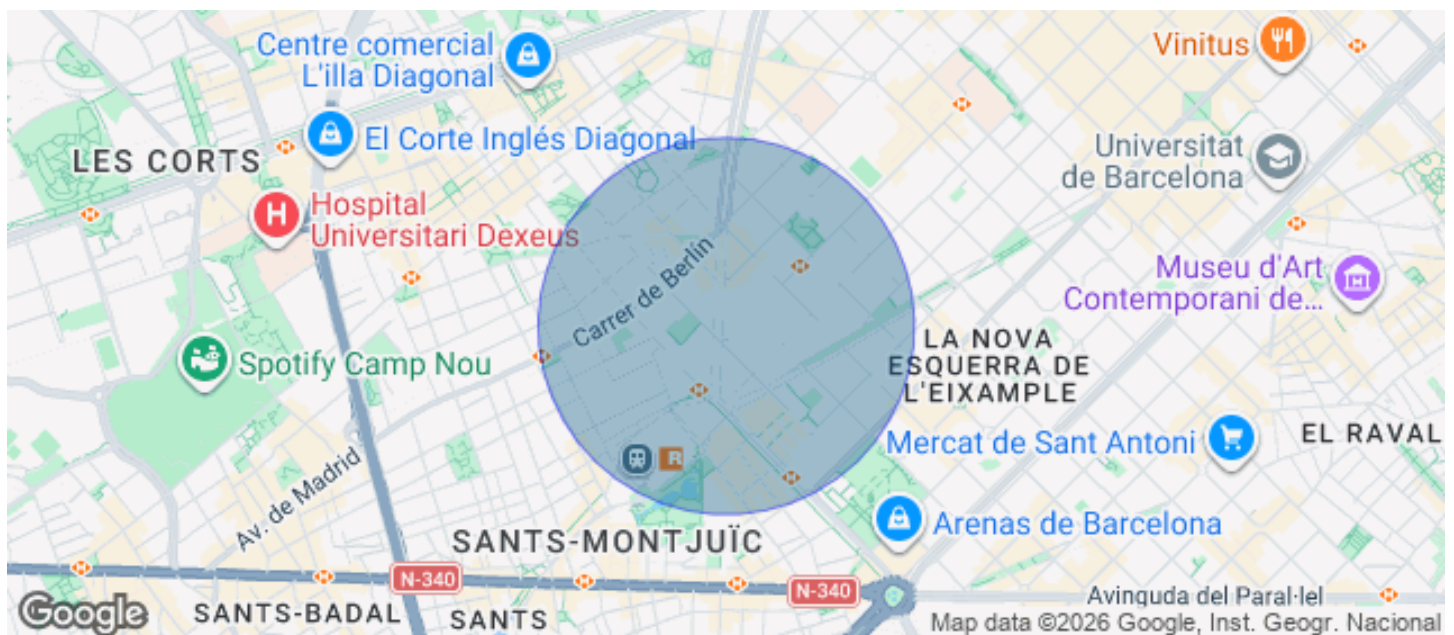 Centre comercial
L'illa Diagonal
Vinitus
El Corte Inglés Diagonal
LES CORTS
Universitat
de Barcelona
H
Hospital
Universitari Dexeus
Carrer de Berlín
Museu d'Art
Contemporani de...
Spotify Camp Nou
LA NOVA
ESQUERRA DE
L'EIXAMPLE
Mercat de Sant Antoni
EL RAVAL
R
Av. de Madrid
Arenas de Barcelona
SANTS-MONTJUÏC
N-340
N-340
Avinguda del Paral·lel
Google
SANTS-BADAL
SANTS
Map data ©2026 Google, Inst. Geogr. Nacional